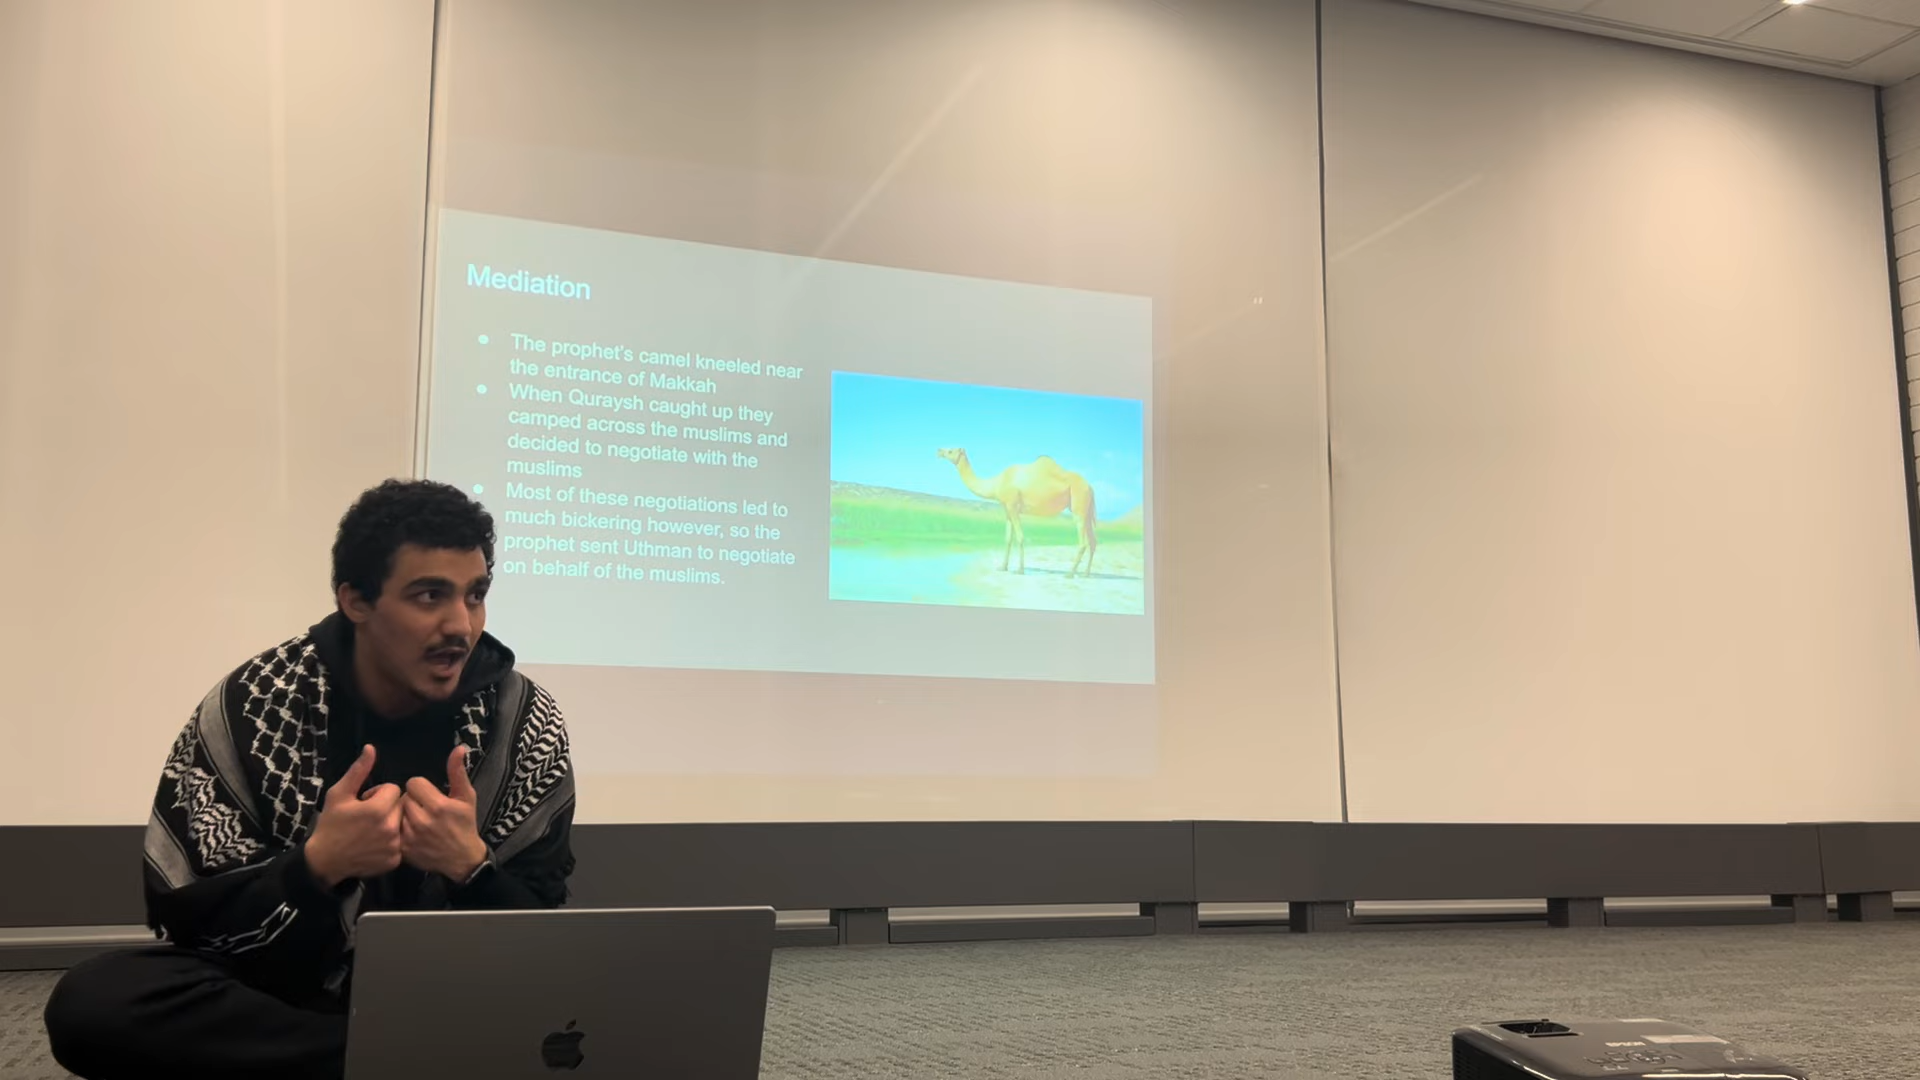 Mediation
● The prophet's camel kneeled near
the entrance of Makkah
● When Quraysh caught up they
camped across the muslims and
decided to negotiate with the
muslims
● Most of these negotiations led to
much bickering however, so the
prophet sent Uthman to negotiate
on behalf of the muslims.
EPSON